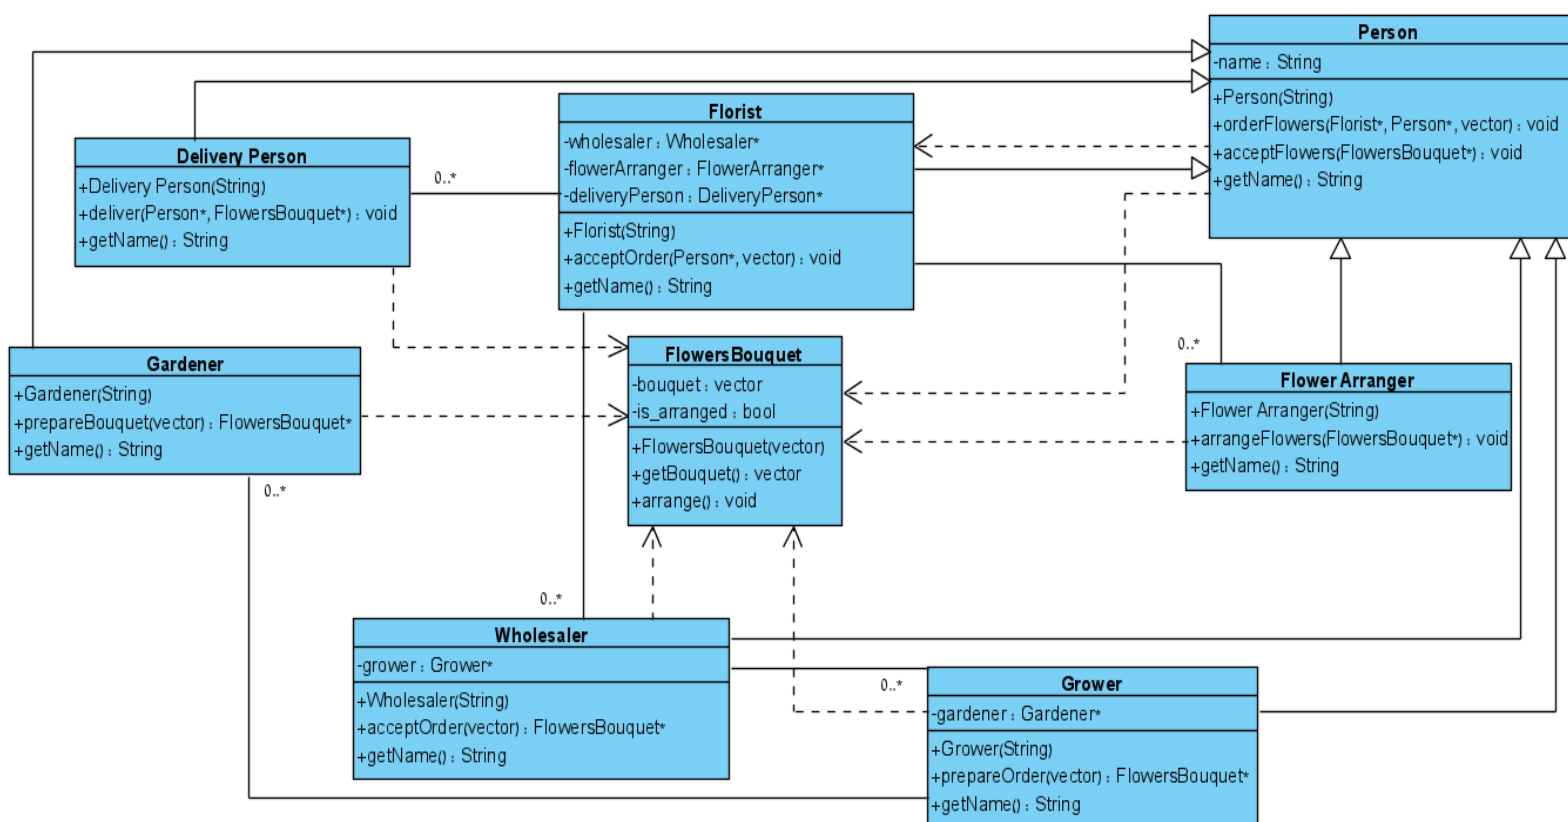 Person
-name : String
+Person(String)
+orderFlowers(Florist*, Person*, vector) : void
+acceptFlowers(FlowersBouquet*) : void
+getName() : String
Florist
-wholesaler : Wholesaler*
-flowerArranger : FlowerArranger*
-deliveryPerson : DeliveryPerson*
+Florist(String)
+acceptOrder(Person*, vector) : void
+getName() : String
Delivery Person
+Delivery Person(String)
+deliver(Person*, FlowersBouquet*) : void
+getName() : String
0..*
Gardener
+Gardener(String)
+prepareBouquet(vector) : FlowersBouquet*
+getName() : String
0..*
FlowersBouquet
-bouquet : vector
-is_arranged : bool
+FlowersBouquet(vector)
+getBouquet() : vector
+arrange() : void
0..*
Flower Arranger
+Flower Arranger(String)
+arrangeFlowers(FlowersBouquet*) : void
+getName() : String
0..*
Wholesaler
-grower : Grower*
+Wholesaler(String)
+acceptOrder(vector) : FlowersBouquet*
+getName() : String
0..*
Grower
-gardener : Gardener*
+Grower(String)
+prepareOrder(vector) : FlowersBouquet*
+getName() : String